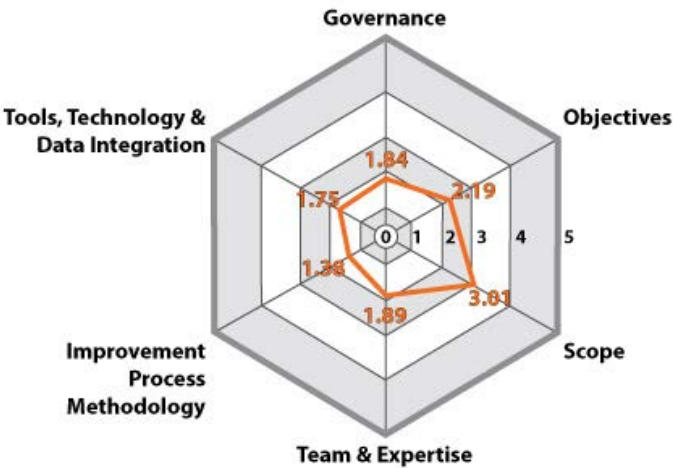 Governance
Tools, Technology &
Data Integration
Objectives
1.84
1.75
2.19
0 1 2 3 4 5
1.38
3.01
1.89
Improvement
Process
Methodology
Scope
Team & Expertise